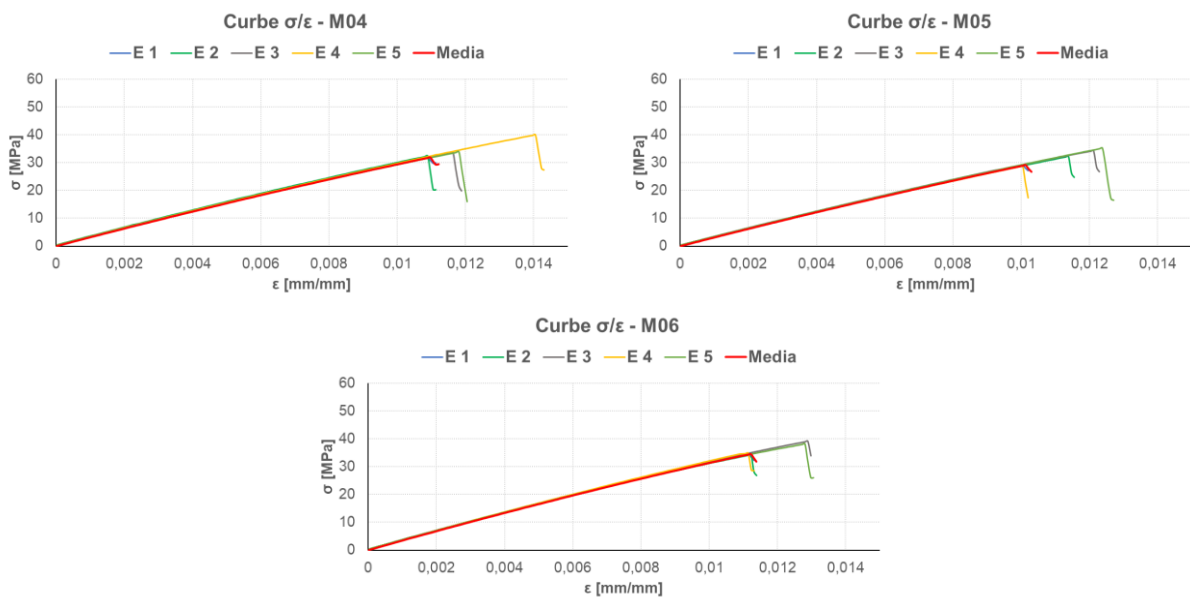 Curbe σ/ε - M04
E 1 E 2 E 3 E 4 E 5 Media
60
50
40
30
20
10
0
σ [MPa]
0 0,002 0,004 0,006 0,008 0,01 0,012 0,014
ε [mm/mm]
Curbe σ/ε - M05
E 1 E 2 E 3 E 4 E 5 Media
60
50
40
30
20
10
0
σ [MPa]
0 0,002 0,004 0,006 0,008 0,01 0,012 0,014
ε [mm/mm]
Curbe σ/ε - M06
E 1 E 2 E 3 E 4 E 5 Media
60
50
40
30
20
10
0
σ [MPa]
0 0,002 0,004 0,006 0,008 0,01 0,012 0,014
ε [mm/mm]